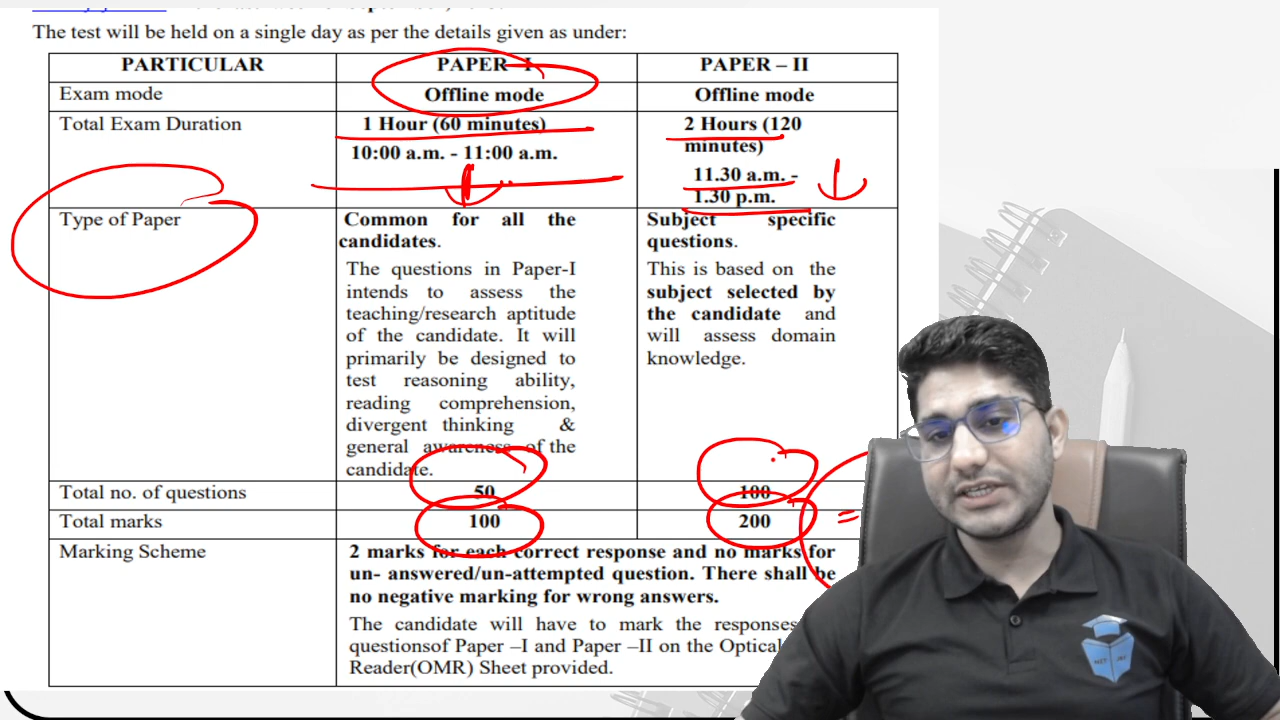 The test will be held on a single day as per the details given as under:
PARTICULAR
PAPER -I
PAPER – II
Exam mode
Offline mode
Offline mode
Total Exam Duration
1 Hour (60 minutes)
10:00 a.m. - 11:00 a.m.
2 Hours (120
minutes)
11.30 a.m. -
1.30 p.m.
Type of Paper
Common for all the
candidates.
The questions in Paper-I
intends to assess the
teaching/research aptitude
of the candidate. It will
primarily be designed to
test reasoning ability,
reading comprehension,
divergent thinking &
general awareness of the
candidate.
Subject specific
questions.
This is based on the
subject selected by
the candidate and
will assess domain
knowledge.
Total no. of questions
50
100
Total marks
100
200
=
Marking Scheme
2 marks for each correct response and no marks for
un- answered/un-attempted question. There shall be
no negative marking for wrong answers.
The candidate will have to mark the responses
questionsof Paper –I and Paper –II on the Optical
Reader(OMR) Sheet provided.
NET JRF